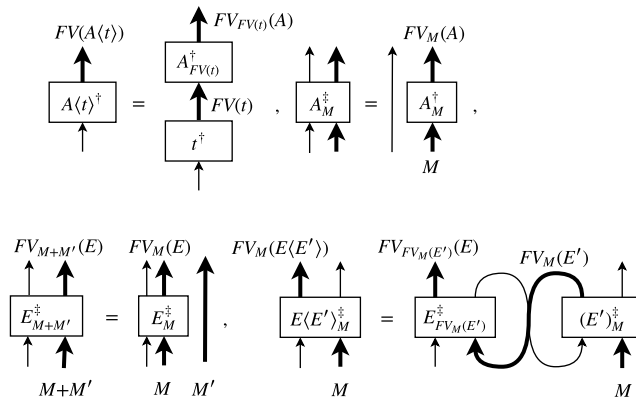 FV(A⟨t⟩)
FV_{FV(t)}(A)
FV_M(A)
A⟨t⟩^†
=
A^†_{FV(t)}
FV(t)
t^†
,
A^‡_M
=
A^†_M
,
M
FV_{M+M′}(E)
FV_M(E)
FV_M(E⟨E′⟩)
FV_{FV_M(E′)}(E)
FV_M(E′)
E^‡_{M+M′}
=
E^‡_M
,
E⟨E′⟩^‡_M
=
E^‡_{FV_M(E′)}
(E′)^‡_M
M+M′
M
M′
M
M